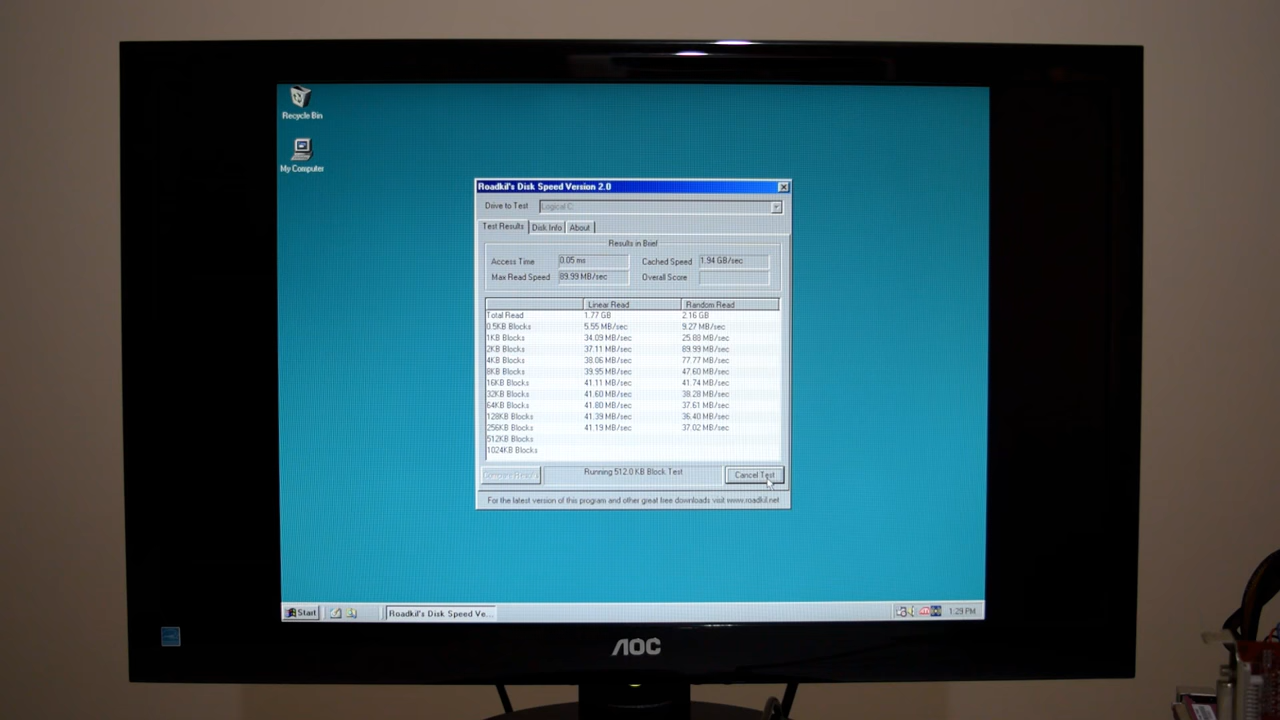 Recycle Bin
My Computer
Roadkil's Disk Speed Version 2.0
Drive to Test Logical C:
Test Results Disk Info About
Results in Brief
Access Time 0.05 ms Cached Speed 1.94 GB/sec
Max Read Speed 89.99 MB/sec Overall Score
Linear Read Random Read
Total Read 1.77 GB 2.16 GB
0.5KB Blocks 5.55 MB/sec 9.27 MB/sec
1KB Blocks 34.09 MB/sec 25.88 MB/sec
2KB Blocks 37.11 MB/sec 89.99 MB/sec
4KB Blocks 38.06 MB/sec 77.77 MB/sec
8KB Blocks 39.95 MB/sec 47.60 MB/sec
16KB Blocks 41.11 MB/sec 41.74 MB/sec
32KB Blocks 41.60 MB/sec 38.28 MB/sec
64KB Blocks 41.80 MB/sec 37.61 MB/sec
128KB Blocks 41.39 MB/sec 36.40 MB/sec
256KB Blocks 41.19 MB/sec 37.02 MB/sec
512KB Blocks
1024KB Blocks
Compare Results Running 512.0 KB Block Test Cancel Test
For the latest version of this program and other great free downloads visit www.roadkil.net
Start Roadkil's Disk Speed Ve... 1:29 PM
AOC